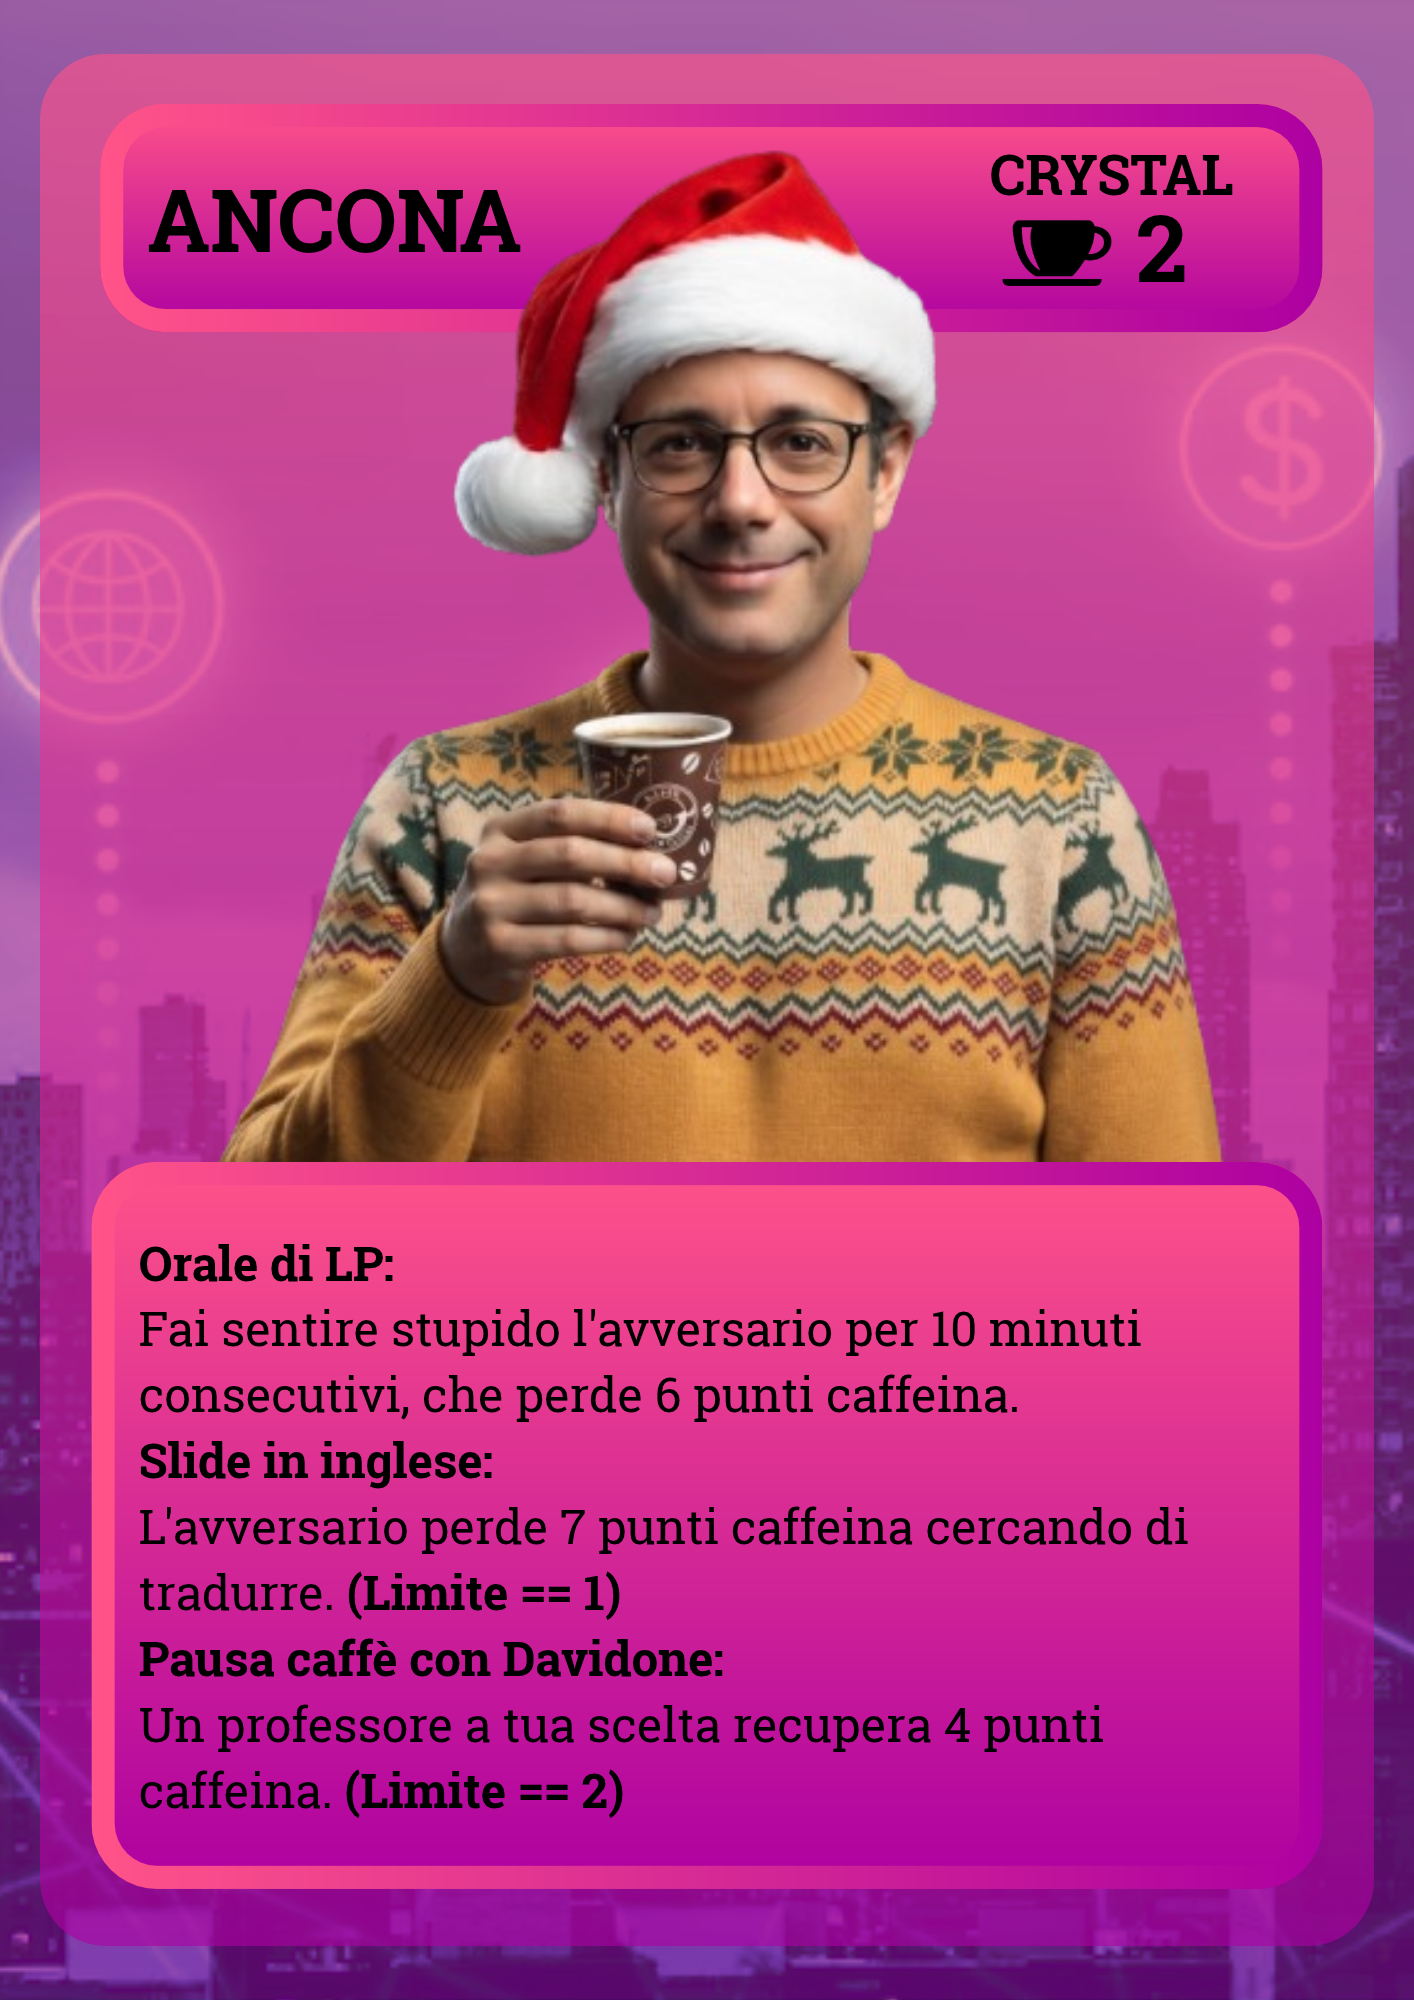 ANCONA
CRYSTAL
2
$
Orale di LP:
Fai sentire stupido l'avversario per 10 minuti
consecutivi, che perde 6 punti caffeina.
Slide in inglese:
L'avversario perde 7 punti caffeina cercando di
tradurre. (Limite == 1)
Pausa caffè con Davidone:
Un professore a tua scelta recupera 4 punti
caffeina. (Limite == 2)